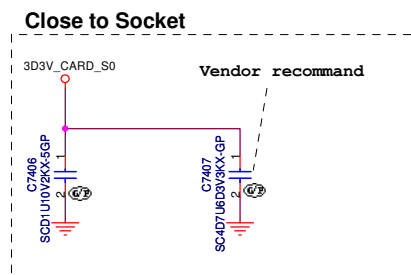 Close to Socket
3D3V_CARD_S0
Vendor recommand
1
C7406
SCD1U10V2KX-5GP
2
G/P
1
C7407
SC4D7U6D3V3KX-GP
2
G/P